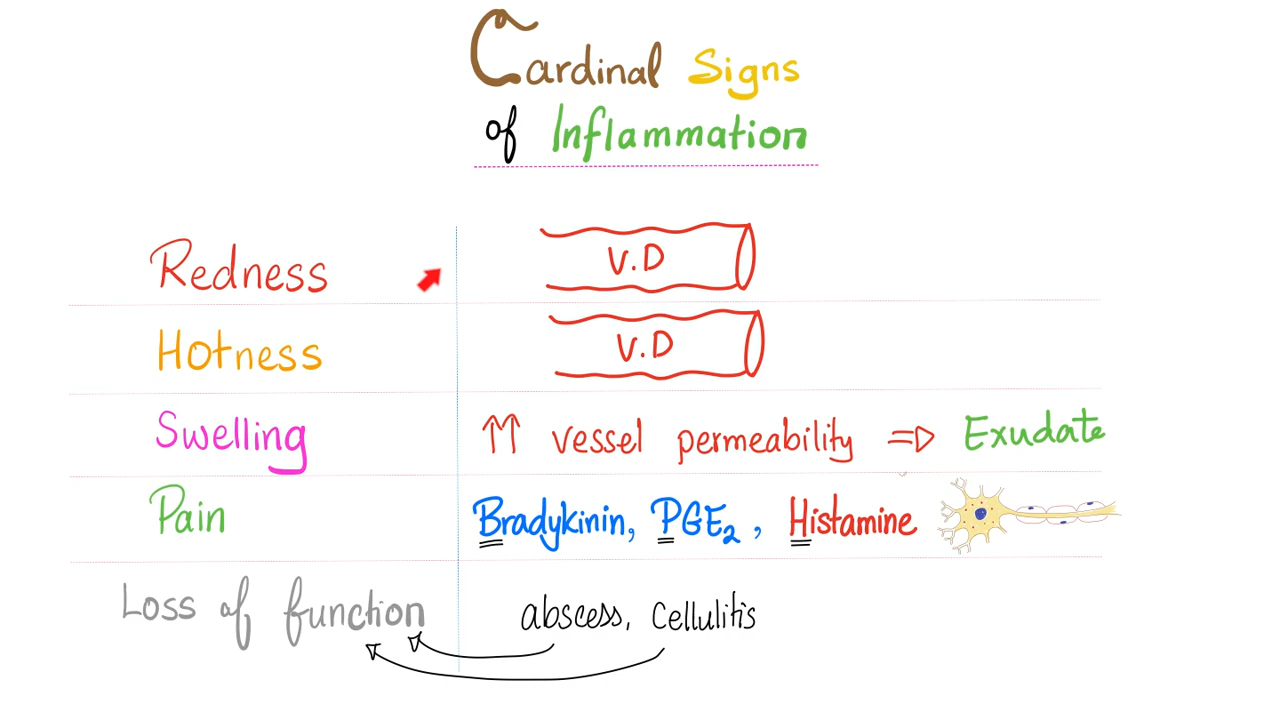 Cardinal Signs
of Inflammation
Redness V.D
Hotness V.D
Swelling ↑↑ vessel permeability ⇒ Exudate
Pain Bradykinin, PGE₂, Histamine
Loss of function abscess, Cellulitis